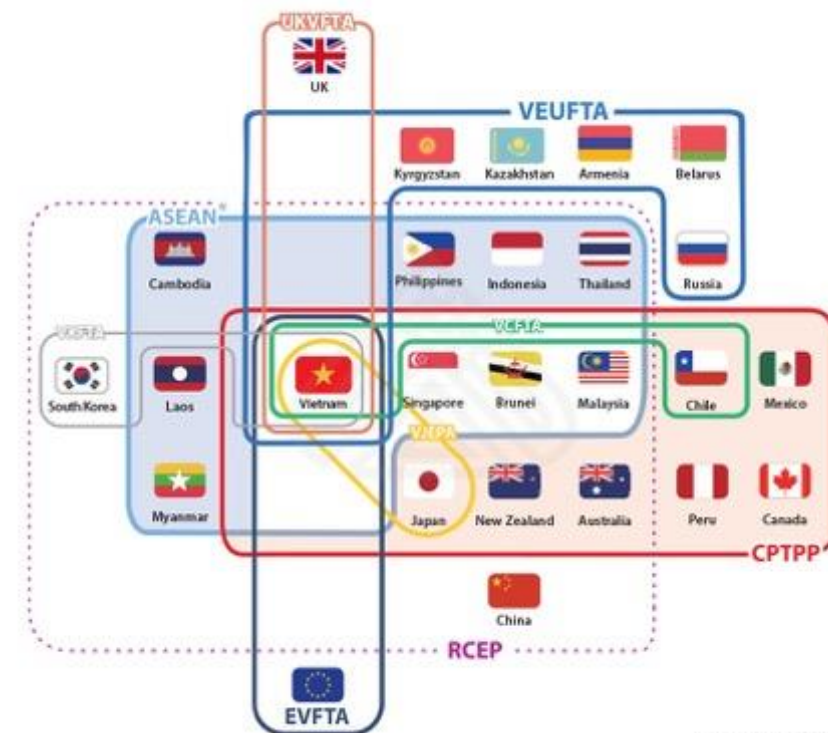 UKVFTA
UK
VEUFTA
Kyrgyzstan Kazakhstan Armenia Belarus
ASEAN*
Cambodia Philippines Indonesia Thailand Russia
VKFTA VCFTA
South Korea Laos Vietnam Singapore Brunei Malaysia Chile Mexico
VJEPA
Myanmar Japan New Zealand Australia Peru Canada
CPTPP
China
RCEP
EVFTA